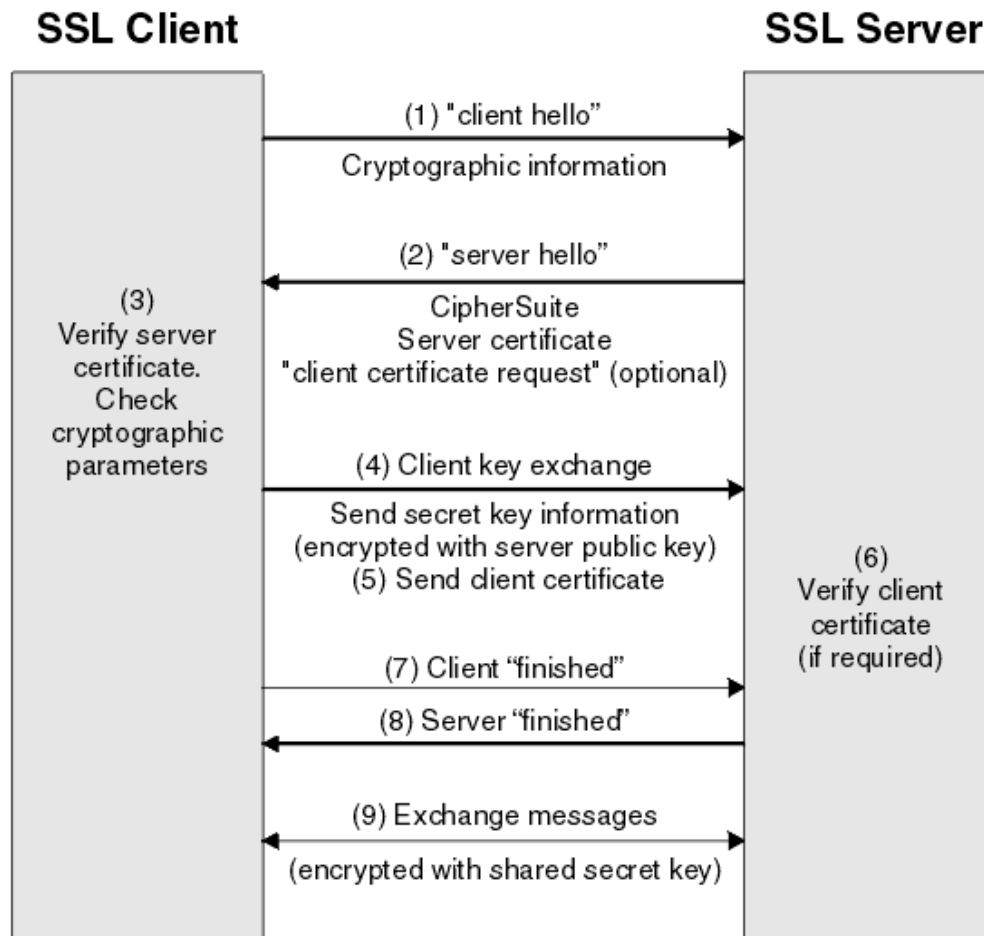 SSL Client
SSL Server
(1) "client hello”
Cryptographic information
(2) "server hello”
CipherSuite
Server certificate
"client certificate request" (optional)
(3)
Verify server
certificate.
Check
cryptographic
parameters
(4) Client key exchange
Send secret key information
(encrypted with server public key)
(5) Send client certificate
(6)
Verify client
certificate
(if required)
(7) Client “finished”
(8) Server “finished”
(9) Exchange messages
(encrypted with shared secret key)